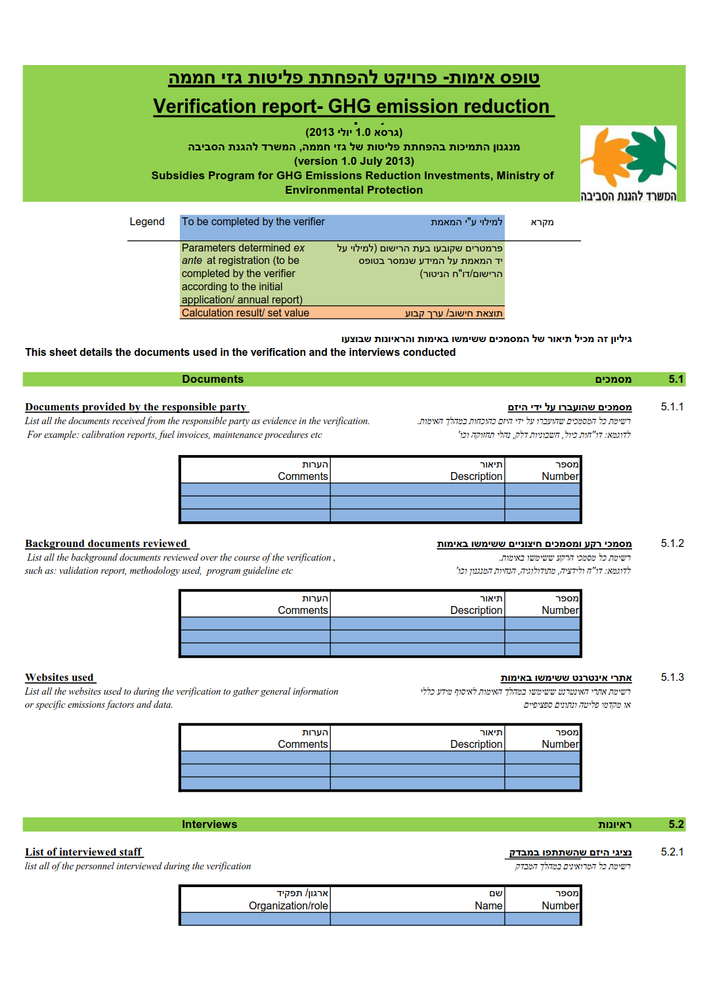 טופס אימות- פרויקט להפחתת פליטות גזי חממה
Verification report- GHG emission reduction
(גרסא 1.0 יולי 2013)
מנגנון התמיכות בהפחתת פליטות של גזי חממה, המשרד להגנת הסביבה
(version 1.0 July 2013)
Subsidies Program for GHG Emissions Reduction Investments, Ministry of
Environmental Protection
המשרד להגנת הסביבה
Legend To be completed by the verifier למילוי ע"י המאמת מקרא
Parameters determined ex פרמטרים שקובעו בעת הרישום (למילוי על
ante at registration (to be יד המאמת על המידע שנמסר בטופס
completed by the verifier הרישום/דו"ח הניטור)
according to the initial
application/ annual report)
Calculation result/ set value תוצאת חישוב/ ערך קבוע
גיליון זה מכיל תיאור של המסמכים ששימשו באימות והראיונות שבוצעו
This sheet details the documents used in the verification and the interviews conducted
Documents מסמכים 5.1
Documents provided by the responsible party מסמכים שהועברו על ידי היזם 5.1.1
List all the documents received from the responsible party as evidence in the verification. רשימת כל המסמכים שהועברו על ידי היזם כהוכחות במהלך האימות.
For example: calibration reports, fuel invoices, maintenance procedures etc לדוגמא: דו"חות כיול, חשבוניות דלק, נהלי תחזוקה וכו'
הערות תיאור מספר
Comments Description Number
Background documents reviewed מסמכי רקע ומסמכים חיצוניים ששימשו באימות 5.1.2
List all the background documents reviewed over the course of the verification , רשימת כל מסמכי הרקע ששימשו באימות.
such as: validation report, methodology used, program guideline etc לדוגמא: דו"ח ולידציה, מתודולוגיה, הנחיות המנגנון וכו'
הערות תיאור מספר
Comments Description Number
Websites used אתרי אינטרנט ששימשו באימות 5.1.3
List all the websites used to during the verification to gather general information רשימת אתרי האינטרנט ששימשו במהלך האימות לאיסוף מידע כללי
or specific emissions factors and data. או מקדמי פליטה ונתונים ספציפיים
הערות תיאור מספר
Comments Description Number
Interviews ראיונות 5.2
List of interviewed staff נציגי היזם שהשתתפו במבדק 5.2.1
list all of the personnel interviewed during the verification רשימת כל המרואינים במהלך המבדק
ארגון/ תפקיד שם מספר
Organization/role Name Number